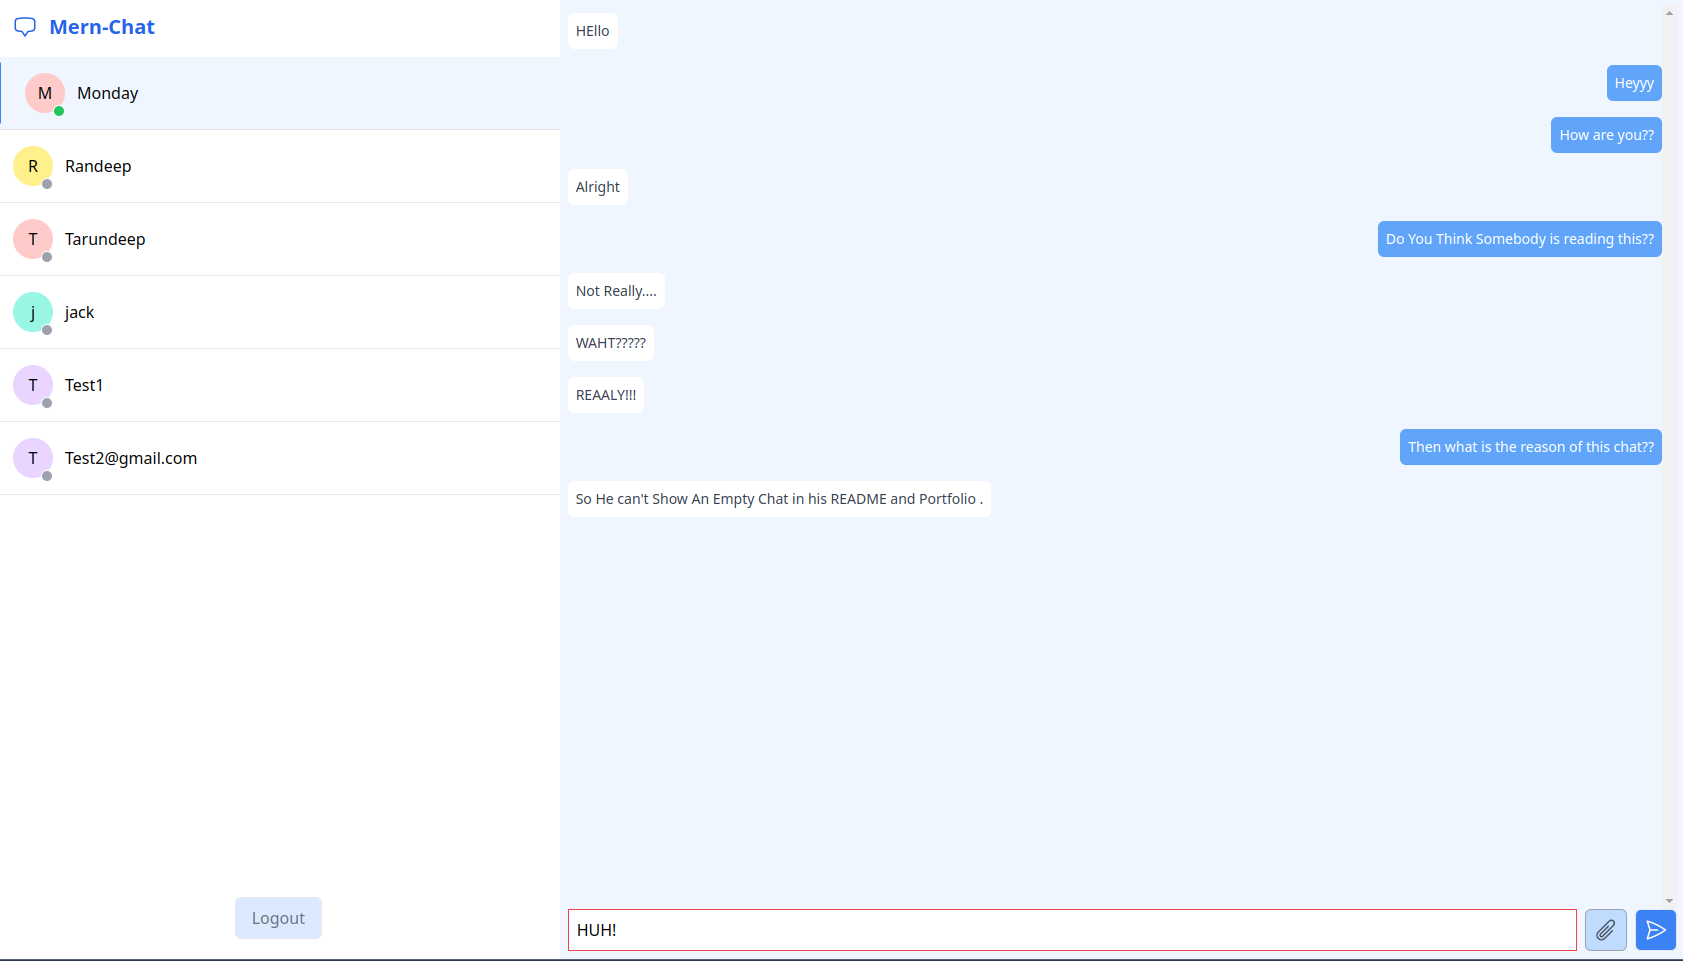 Mern-Chat
M
Monday
R
Randeep
T
Tarundeep
j
jack
T
Test1
T
Test2@gmail.com
Logout
HEllo
Heyyy
How are you??
Alright
Do You Think Somebody is reading this??
Not Really....
WAHT?????
REAALY!!!
Then what is the reason of this chat??
So He can't Show An Empty Chat in his README and Portfolio .
HUH!